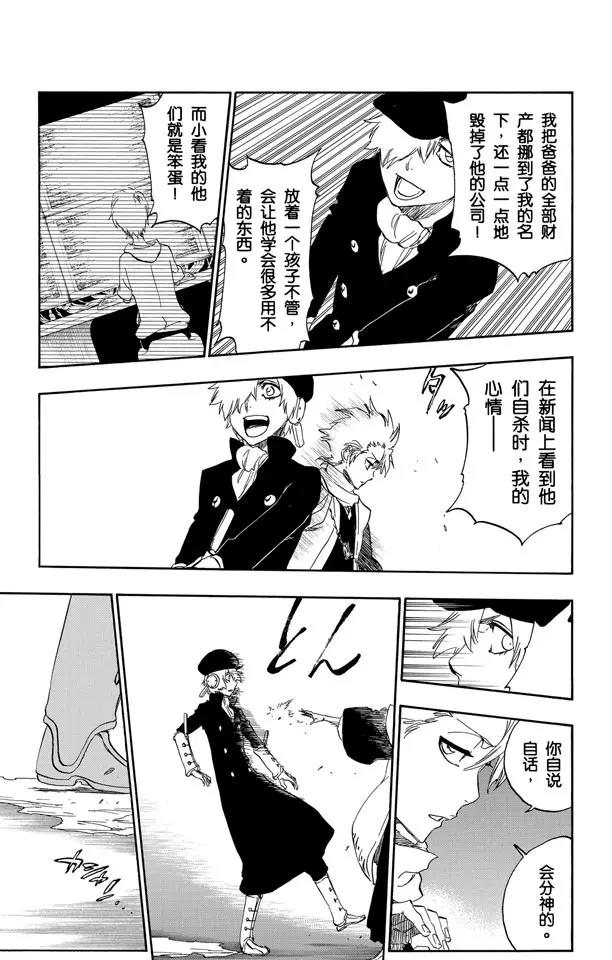 我把爸爸的全部财
产都挪到了我的名
下，还一点一点地
毁掉了他的公司！
放着一个孩子不管，
会让他学会很多用不
着的东西。
而小看我的他
们就是笨蛋！
在新闻上看到他
们自杀时，我的
心情——
とん
你自说
自话，
会分神的。